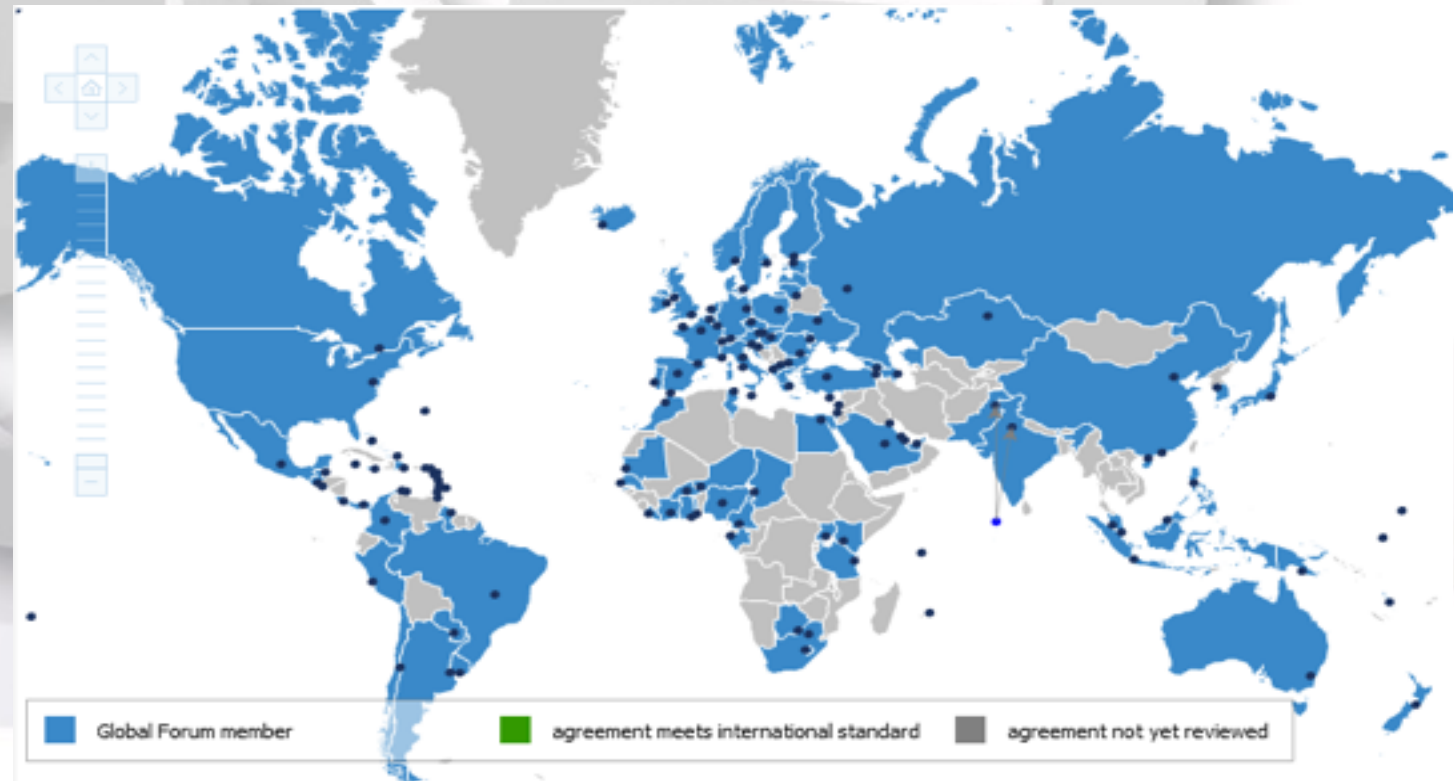 Global Forum member
agreement meets international standard
agreement not yet reviewed